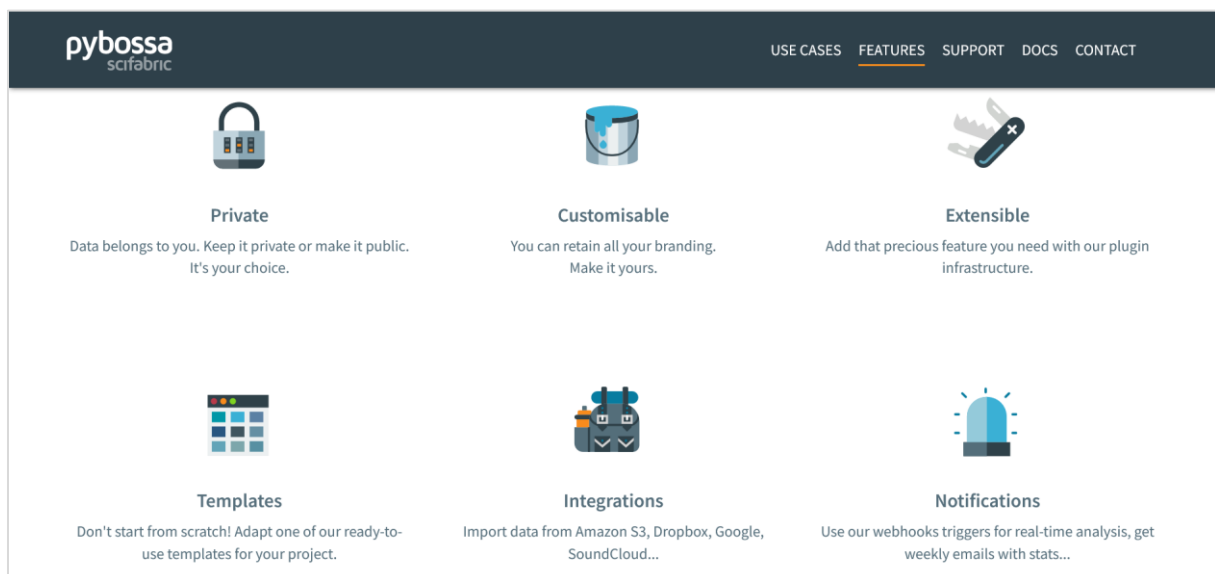 pybossa
scifabric
USE CASES FEATURES SUPPORT DOCS CONTACT
Private
Data belongs to you. Keep it private or make it public.
It's your choice.
Customisable
You can retain all your branding.
Make it yours.
Extensible
Add that precious feature you need with our plugin
infrastructure.
Templates
Don't start from scratch! Adapt one of our ready-to-
use templates for your project.
Integrations
Import data from Amazon S3, Dropbox, Google,
SoundCloud...
Notifications
Use our webhooks triggers for real-time analysis, get
weekly emails with stats...